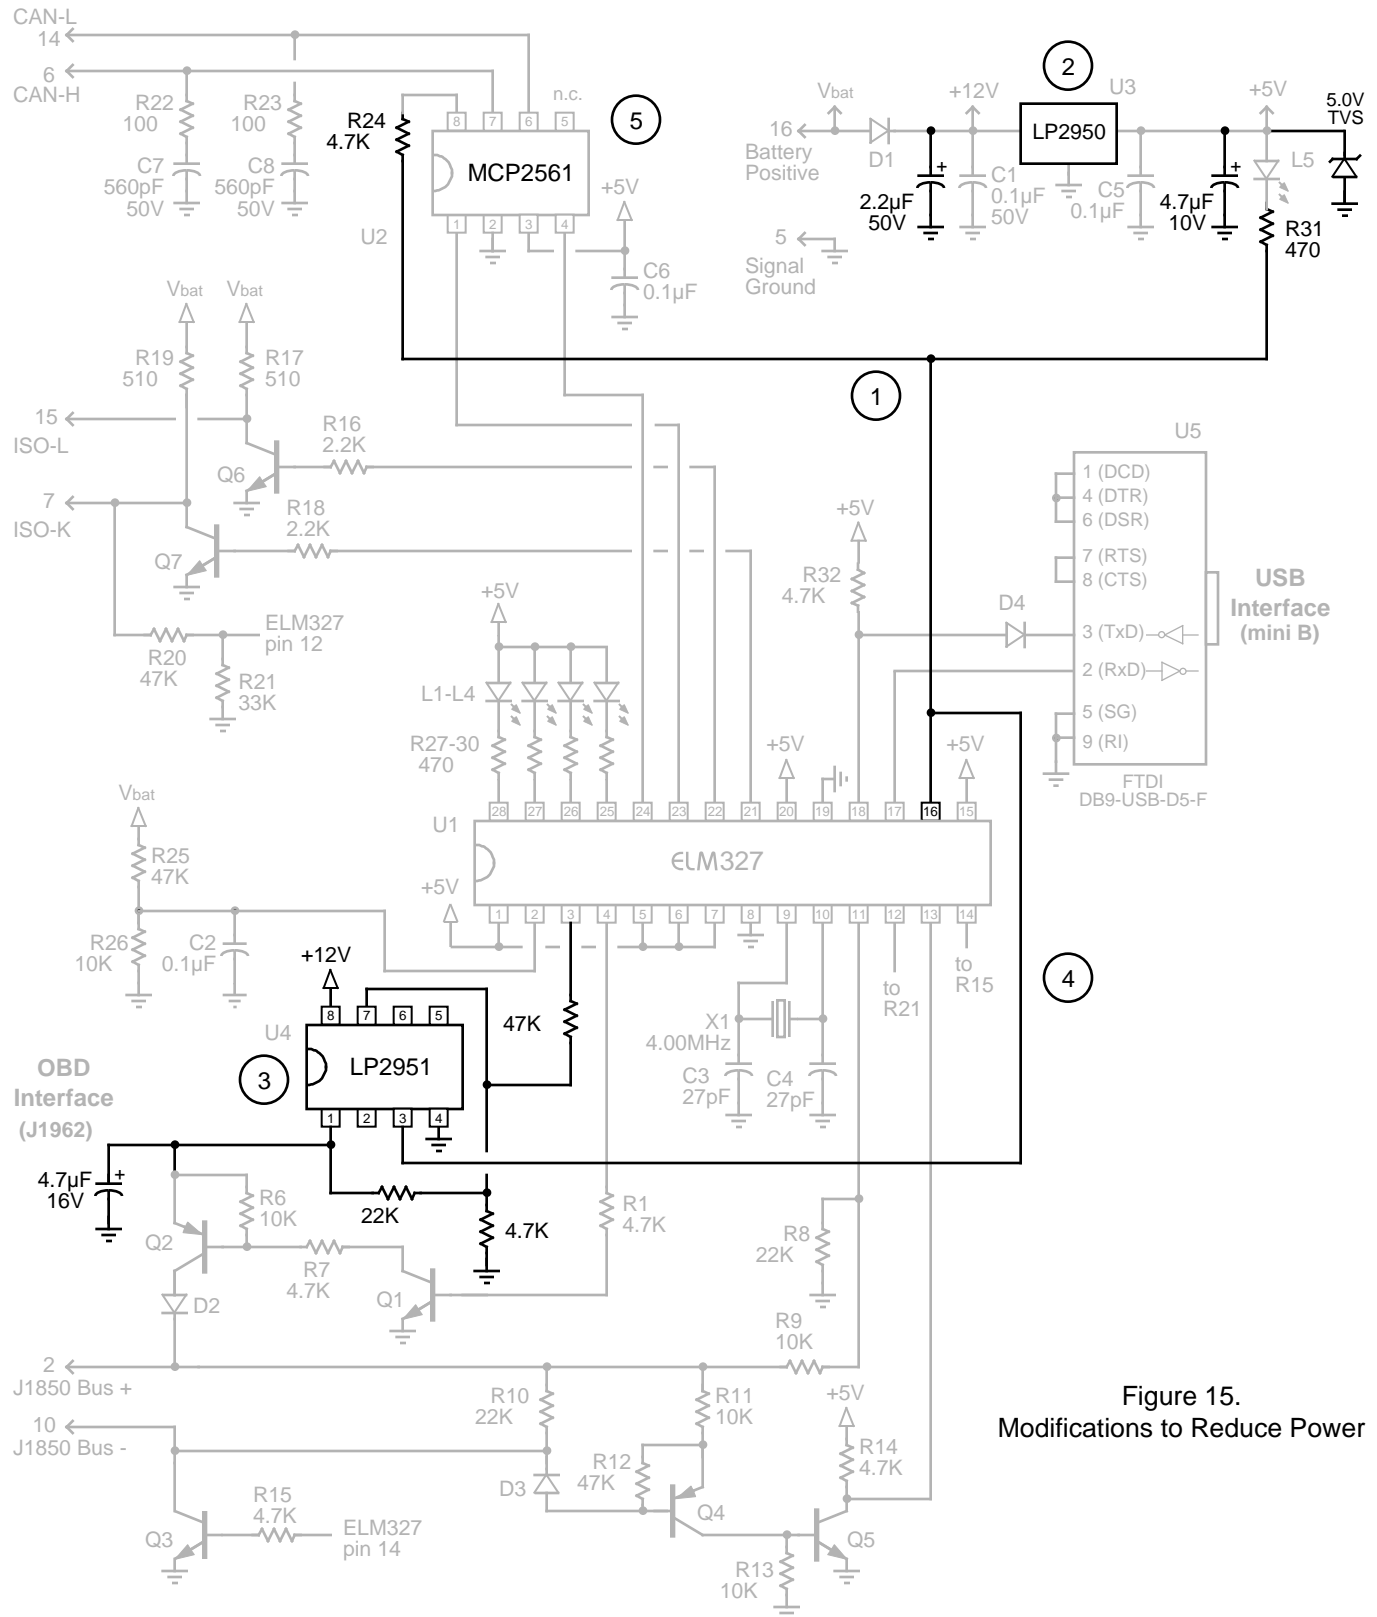 CAN-L
14
6
CAN-H
R22
100
R23
100
C7
560pF
50V
C8
560pF
50V
R24
4.7K
n.c.
8
7
6
5
MCP2561
1
2
3
4
U2
5
+5V
C6
0.1µF
2
Vbat
16
Battery
Positive
D1
+12V
U3
LP2950
+5V
5.0V
TVS
2.2µF
50V
C1
0.1µF
50V
C5
0.1µF
4.7µF
10V
L5
R31
470
5
Signal
Ground
Vbat
Vbat
R19
510
R17
510
1
15
ISO-L
R16
2.2K
Q6
7
ISO-K
R18
2.2K
Q7
ELM327
pin 12
R20
47K
R21
33K
U5
1 (DCD)
4 (DTR)
6 (DSR)
7 (RTS)
8 (CTS)
3 (TxD)
2 (RxD)
5 (SG)
9 (RI)
USB
Interface
(mini B)
FTDI
DB9-USB-D5-F
+5V
R32
4.7K
D4
+5V
L1-L4
R27-30
470
+5V
+5V
28
27
26
25
24
23
22
21
20
19
18
17
16
15
U1
ELM327
+5V
1
2
3
4
5
6
7
8
9
10
11
12
13
14
Vbat
R25
47K
R26
10K
C2
0.1µF
to
R21
to
R15
4
+12V
8
7
6
5
U4
LP2951
3
1
2
3
4
47K
X1
4.00MHz
C3
27pF
C4
27pF
OBD
Interface
(J1962)
4.7µF
16V
22K
4.7K
R6
10K
Q2
R7
4.7K
Q1
R1
4.7K
D2
R8
22K
R9
10K
2
J1850 Bus +
10
J1850 Bus -
R10
22K
R11
10K
+5V
R14
4.7K
R12
47K
D3
Q4
Q5
R13
10K
R15
4.7K
Q3
ELM327
pin 14
Figure 15.
Modifications to Reduce Power